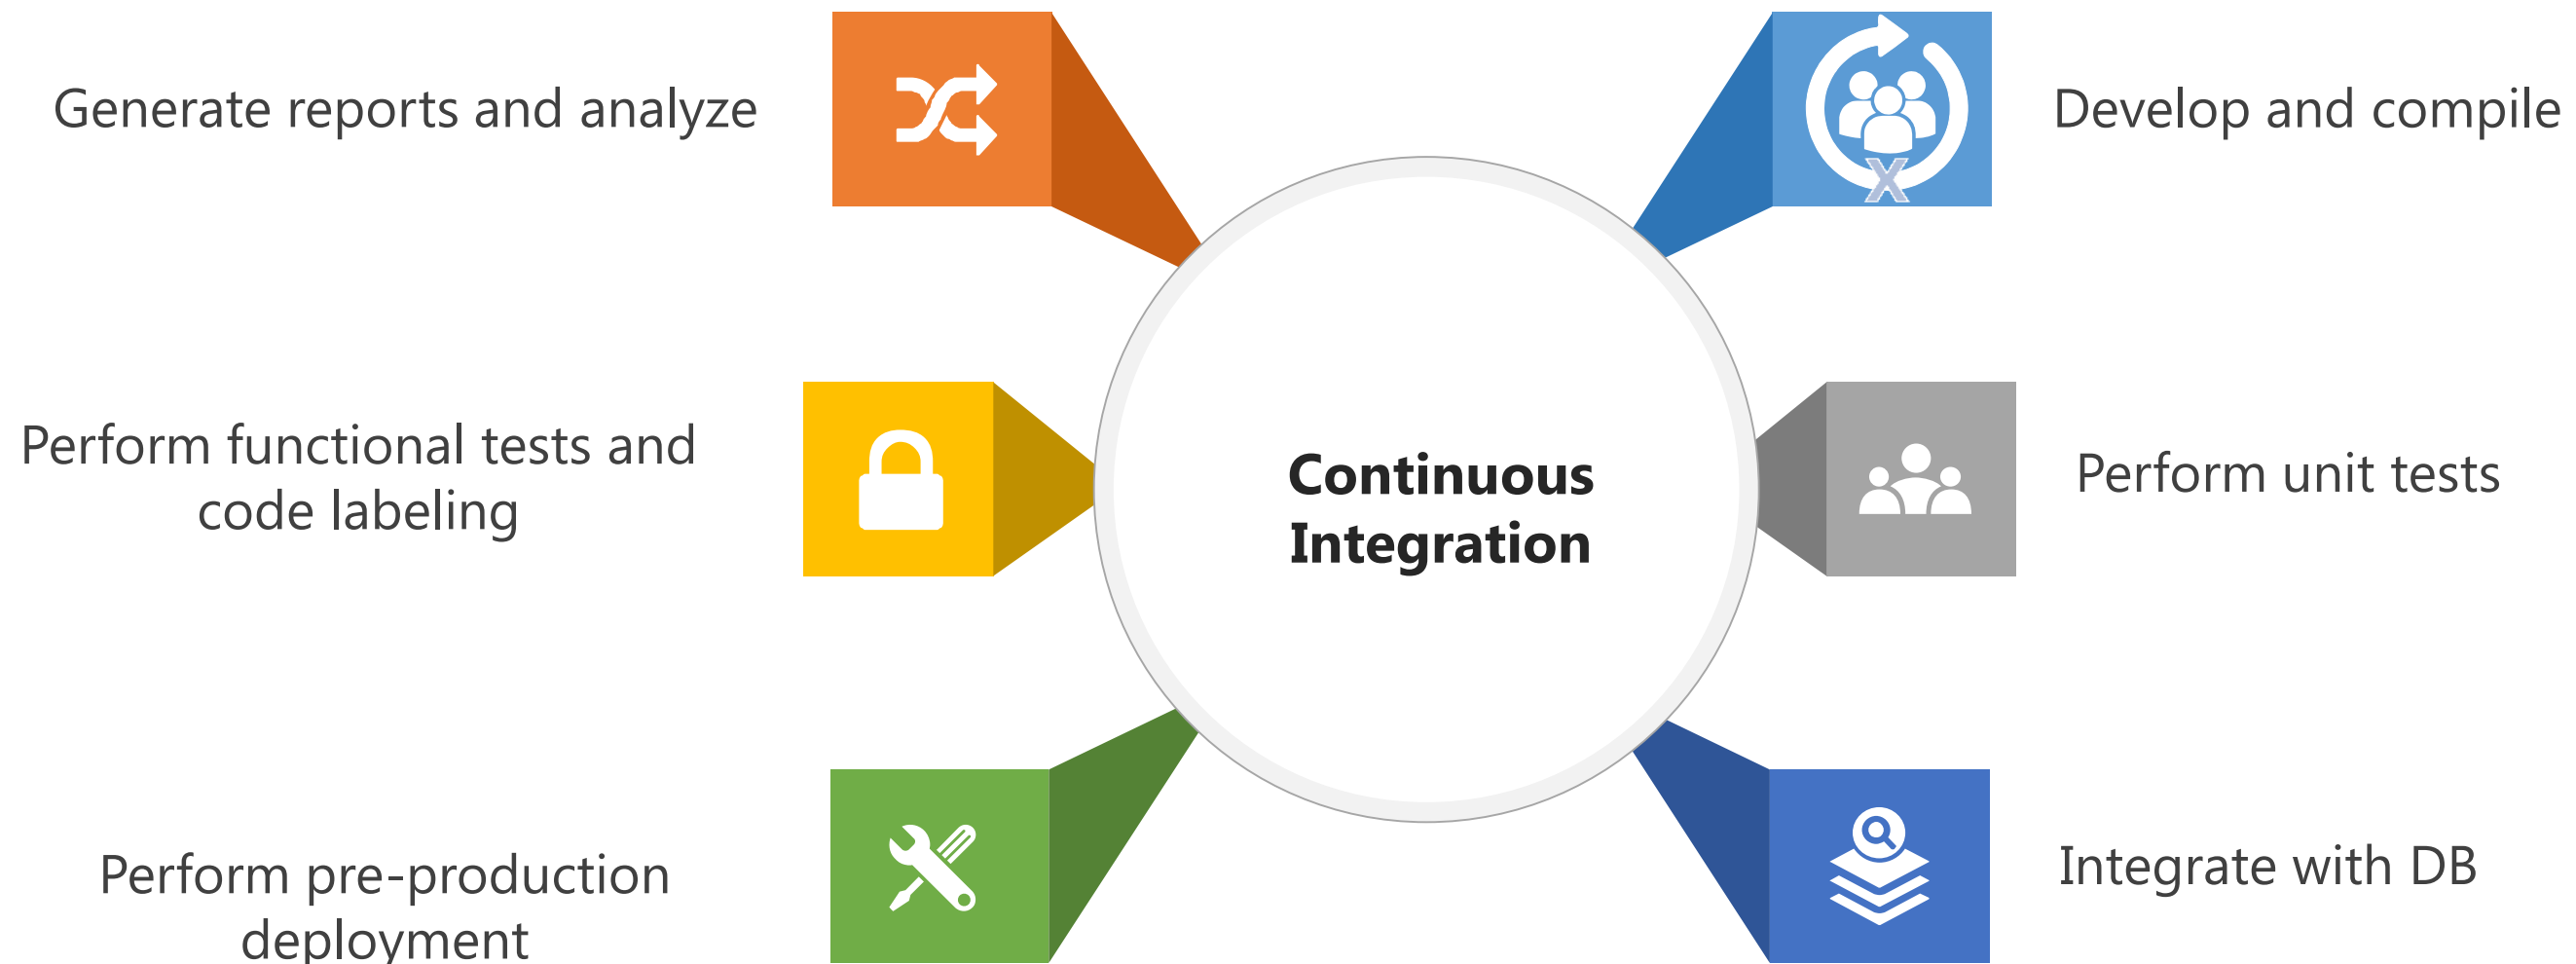 Generate reports and analyze
Develop and compile
X
Perform functional tests and
code labeling
Continuous
Integration
Perform unit tests
Perform pre-production
deployment
Integrate with DB